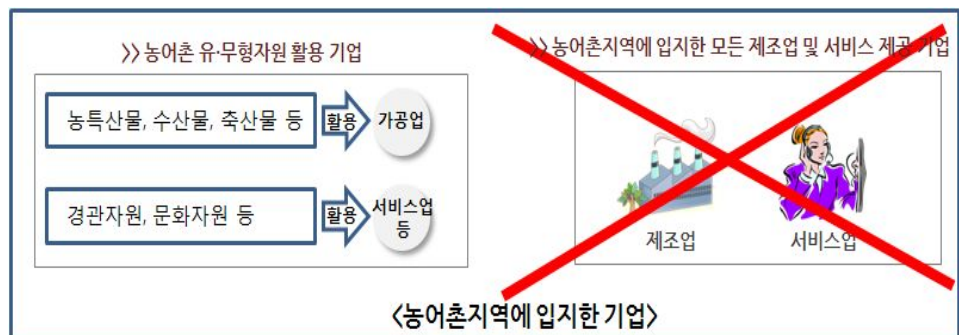 >> 농어촌 유·무형자원 활용 기업
농특산물, 수산물, 축산물 등
활용
가공업
경관자원, 문화자원 등
활용
서비스업
등
>> 농어촌지역에 입지한 모든 제조업 및 서비스 제공 기업
제조업
서비스업
<농어촌지역에 입지한 기업>